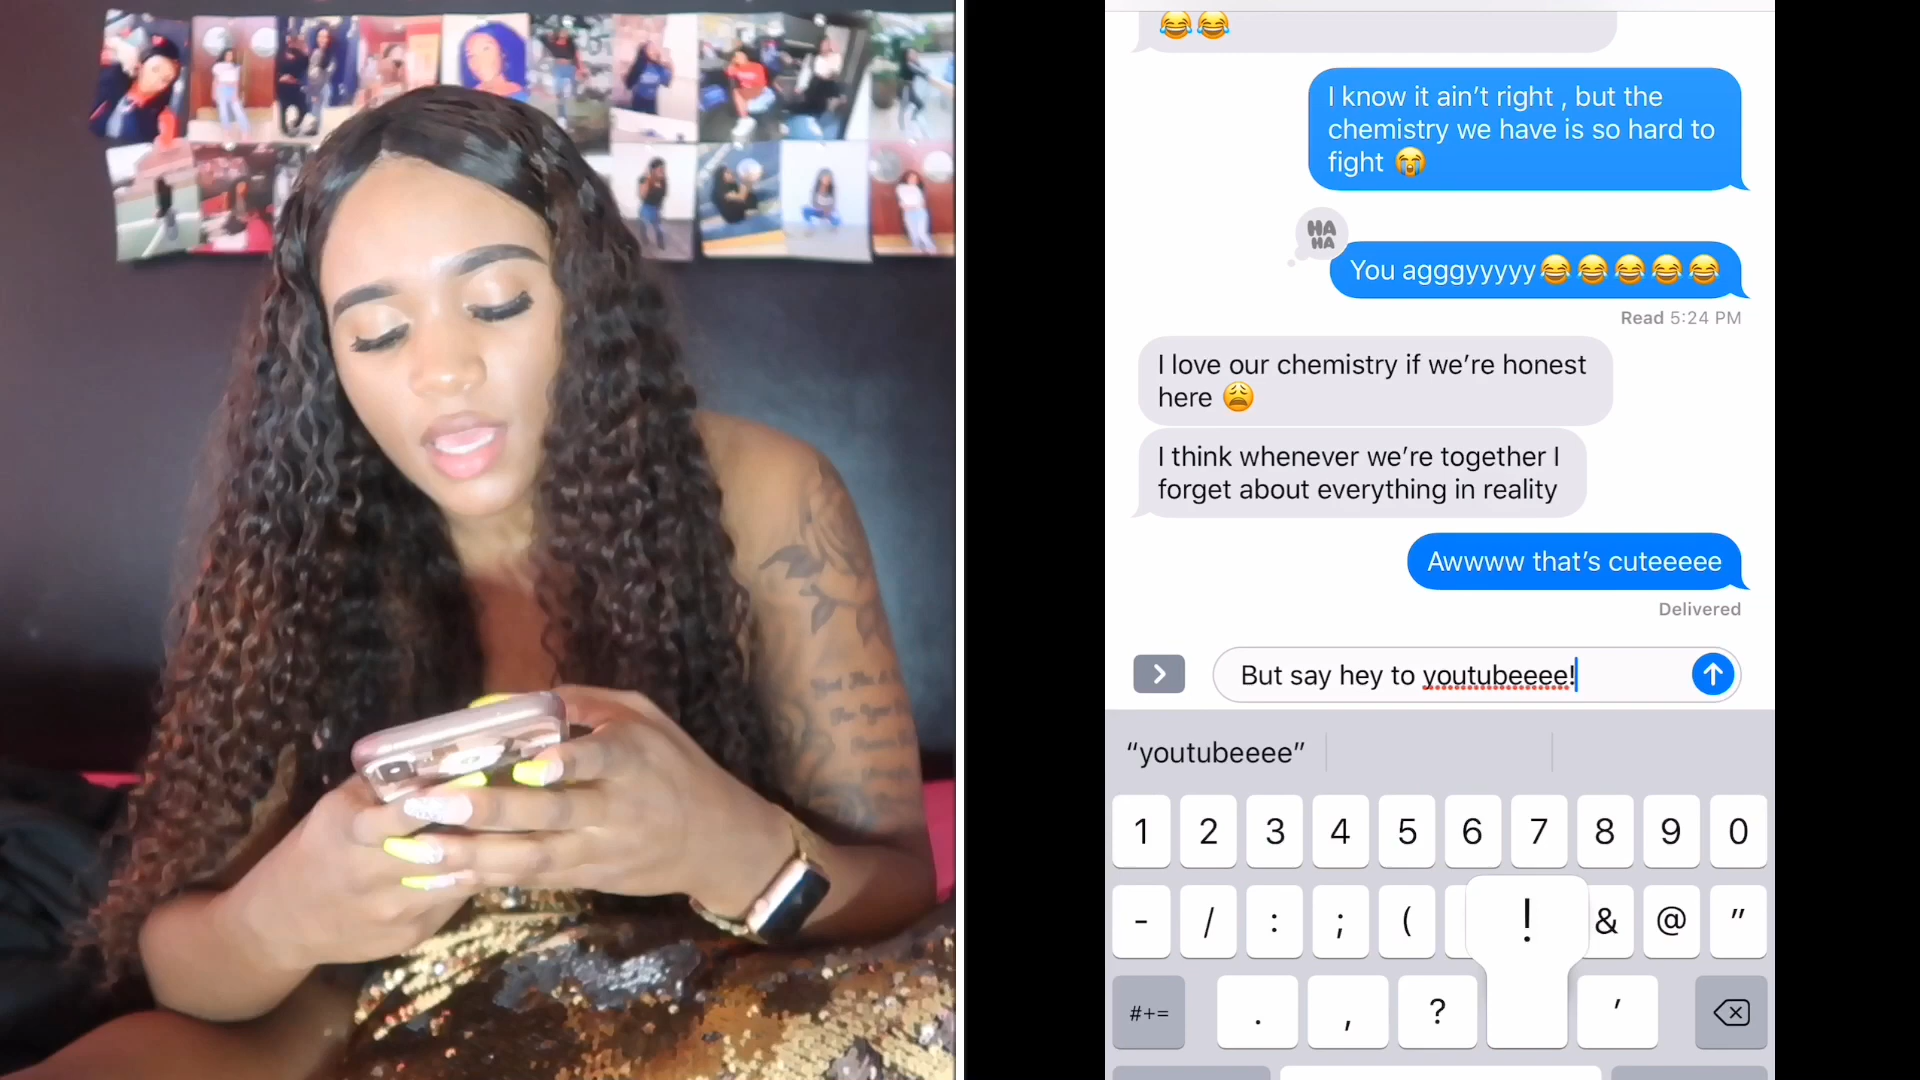 😂😂
I know it ain’t right , but the
chemistry we have is so hard to
fight 😭
HA
HA
You agggyyyyy😂😂😂😂😂
Read 5:24 PM
I love our chemistry if we’re honest
here 😩
I think whenever we’re together I
forget about everything in reality
Awwww that’s cuteeeee
Delivered
But say hey to youtubeeee!
“youtubeeee”
1 2 3 4 5 6 7 8 9 0
- / : ; ( ! & @ ”
#+= . , ? ’